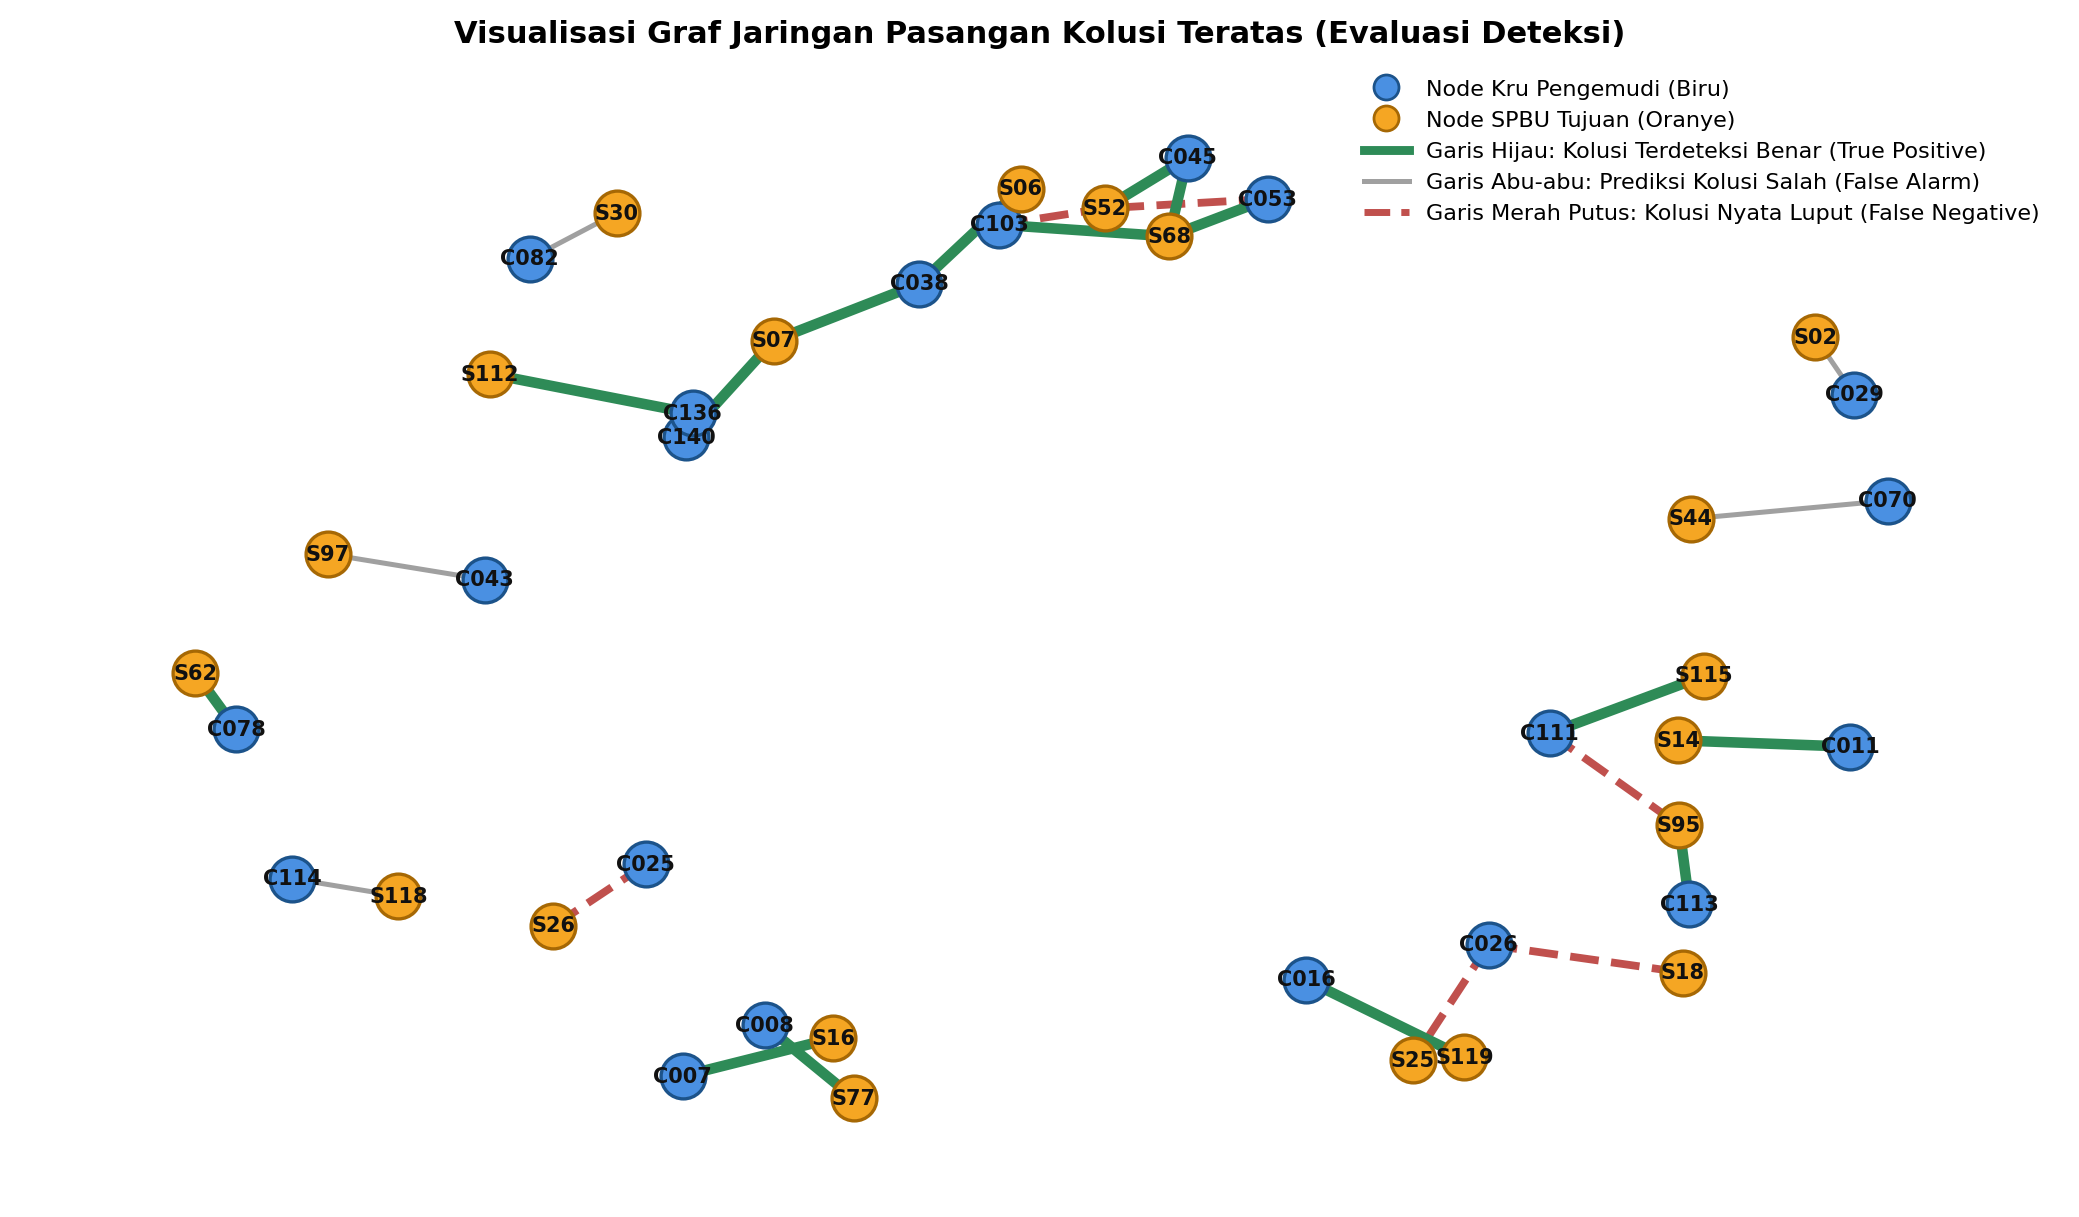 Visualisasi Graf Jaringan Pasangan Kolusi Teratas (Evaluasi Deteksi)
Node Kru Pengemudi (Biru)
Node SPBU Tujuan (Oranye)
Garis Hijau: Kolusi Terdeteksi Benar (True Positive)
Garis Abu-abu: Prediksi Kolusi Salah (False Alarm)
Garis Merah Putus: Kolusi Nyata Luput (False Negative)
C045
S06
C053
S52
S30
C103
S68
C082
C038
S02
S07
S112
C029
C136
C140
C070
S44
S97
C043
S62
S115
C078
C111
S14
C011
S95
C025
C114
S118
C113
S26
C026
S18
C016
C008
S16
S25
S119
C007
S77